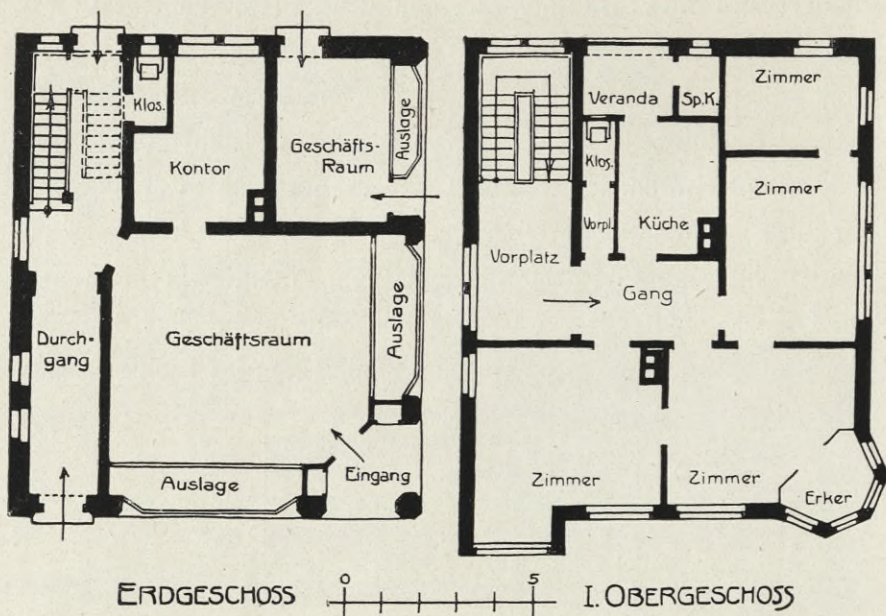 Klos.
Kontor
Geschäfts-
Raum
Auslage
Auslage
Durch-
gang
Geschäftsraum
Auslage
Eingang
Veranda
Sp.K.
Zimmer
Klos.
Zimmer
Vorpl.
Küche
Vorplatz
Gang
Zimmer
Zimmer
Erker
ERDGESCHOSS
0 5
I. OBERGESCHOSS